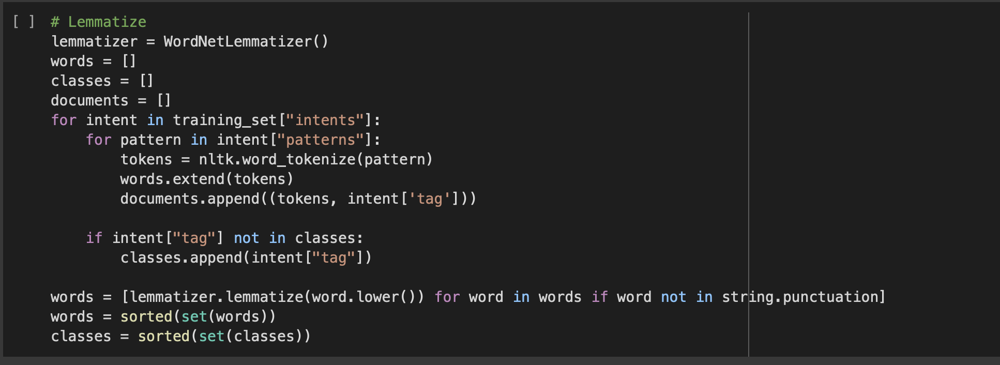 [ ] # Lemmatize
lemmatizer = WordNetLemmatizer()
words = []
classes = []
documents = []
for intent in training_set["intents"]:
    for pattern in intent["patterns"]:
        tokens = nltk.word_tokenize(pattern)
        words.extend(tokens)
        documents.append((tokens, intent['tag']))

    if intent["tag"] not in classes:
        classes.append(intent["tag"])

words = [lemmatizer.lemmatize(word.lower()) for word in words if word not in string.punctuation]
words = sorted(set(words))
classes = sorted(set(classes))